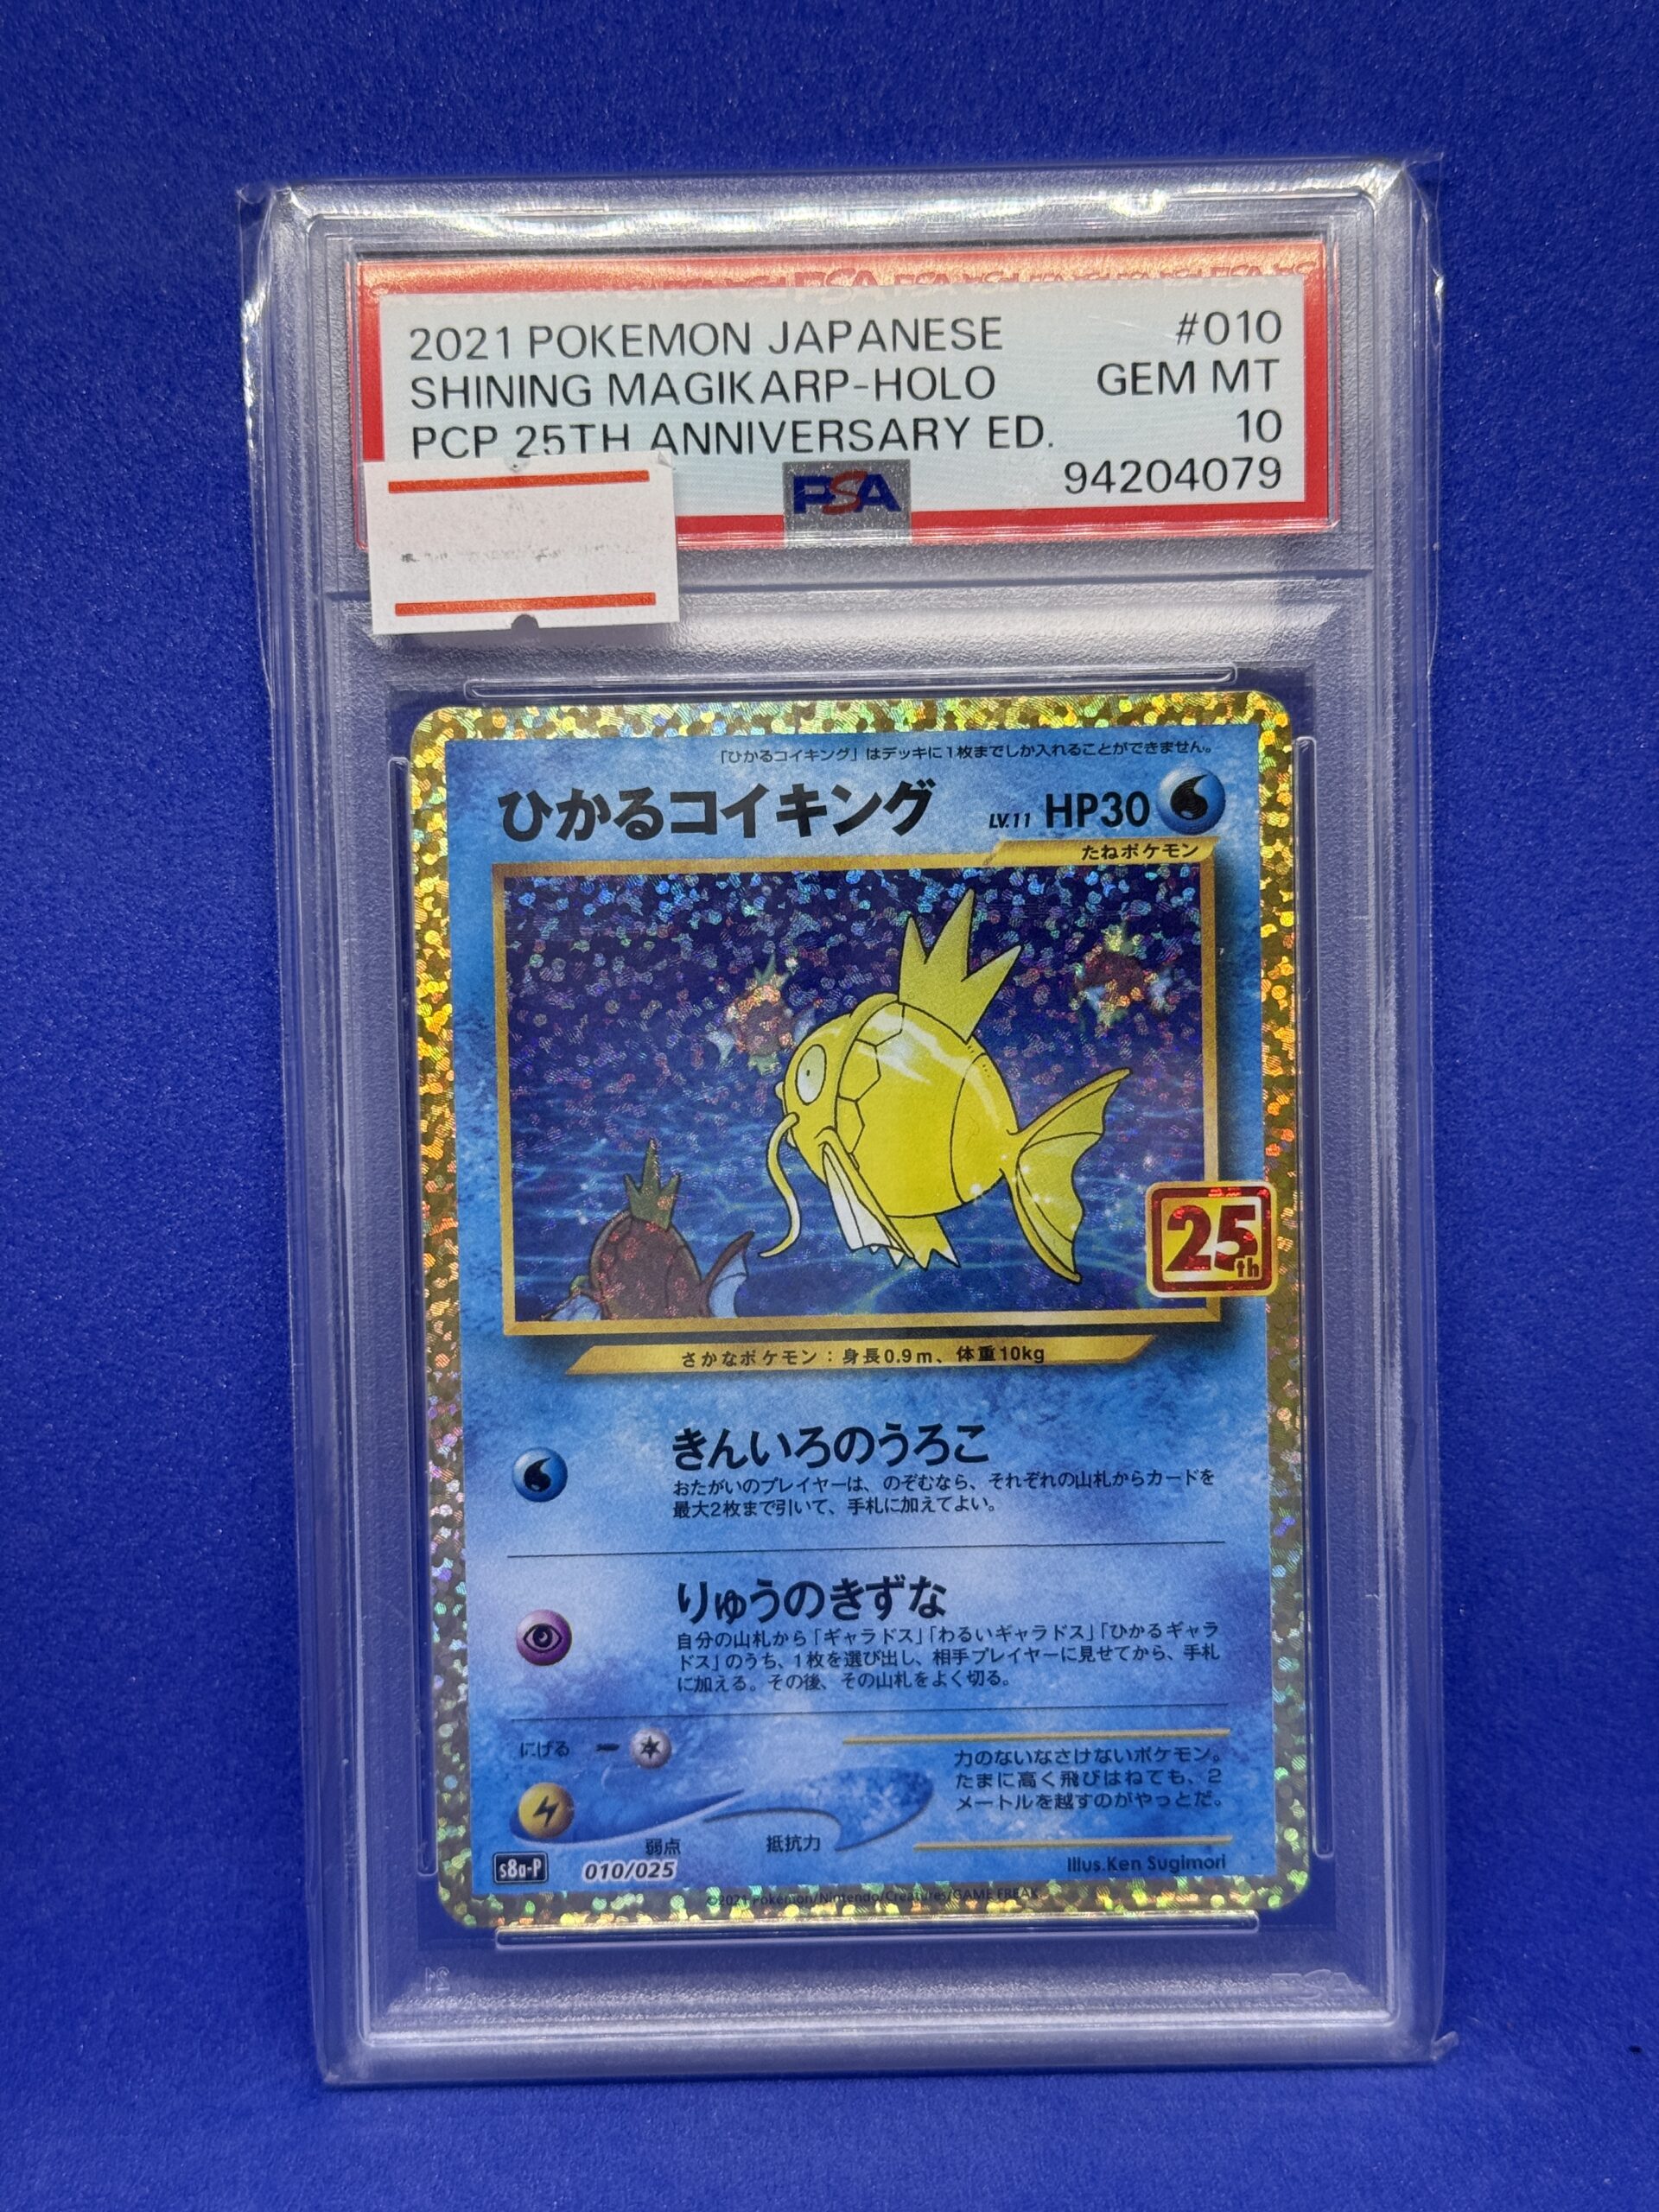 2021 POKEMON JAPANESE #010
SHINING MAGIKARP-HOLO GEM MT
PCP 25TH ANNIVERSARY ED. 10
PSA 94204079
「ひかるコイキング」はデッキに1枚までしか入れることができません。
ひかるコイキング LV.11 HP30
たねポケモン
25th
さかなポケモン：身長0.9m、体重10kg
きんいろのうろこ
おたがいのプレイヤーは、のぞむなら、それぞれの山札からカードを
最大2枚まで引いて、手札に加えてよい。
りゅうのきずな
自分の山札から「ギャラドス」「わるいギャラドス」「ひかるギャラ
ドス」のうち、1枚を選び出し、相手プレイヤーに見せてから、手札
に加える。その後、その山札をよく切る。
にげる
力のないなさけないポケモン。
たまに高く飛びはねても、2
メートルを越すのがやっとだ。
弱点 抵抗力
s8a-P 010/025 Illus.Ken Sugimori
©2021 Pokémon/Nintendo/Creatures/GAME FREAK